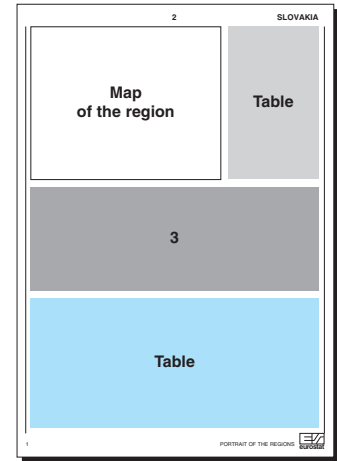 2
SLOVAKIA
Map
of the region
Table
3
Table
1
PORTRAIT OF THE REGIONS
eurostat